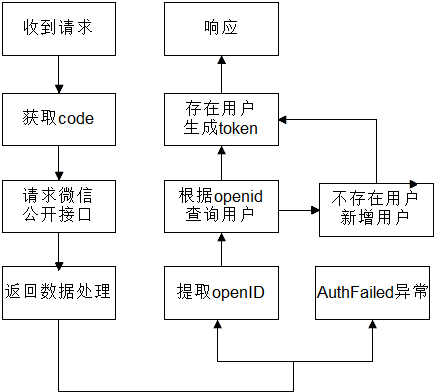 收到请求
获取code
请求微信
公开接口
返回数据处理
响应
存在用户
生成token
根据openid
查询用户
提取openID
不存在用户
新增用户
AuthFailed异常